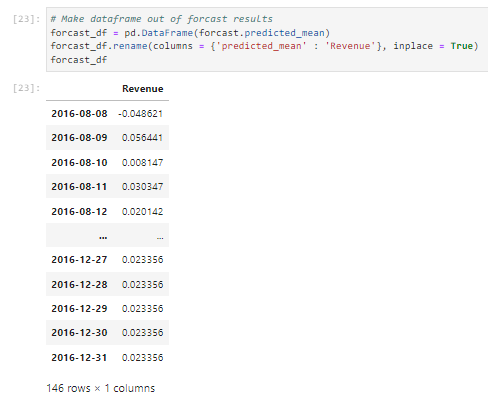 [23]: # Make dataframe out of forcast results
forcast_df = pd.DataFrame(forcast.predicted_mean)
forcast_df.rename(columns = {'predicted_mean' : 'Revenue'}, inplace = True)
forcast_df
[23]: Revenue
2016-08-08 -0.048621
2016-08-09 0.056441
2016-08-10 0.008147
2016-08-11 0.030347
2016-08-12 0.020142
... ...
2016-12-27 0.023356
2016-12-28 0.023356
2016-12-29 0.023356
2016-12-30 0.023356
2016-12-31 0.023356
146 rows × 1 columns